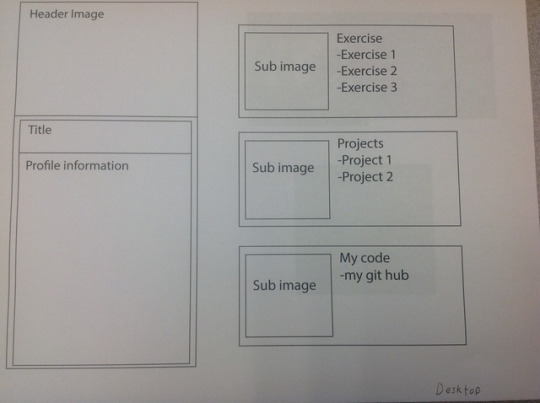 Header Image
Title
Profile information
Sub image
Exercise
-Exercise 1
-Exercise 2
-Exercise 3
Sub image
Projects
-Project 1
-Project 2
Sub image
My code
-my git hub
Desktop